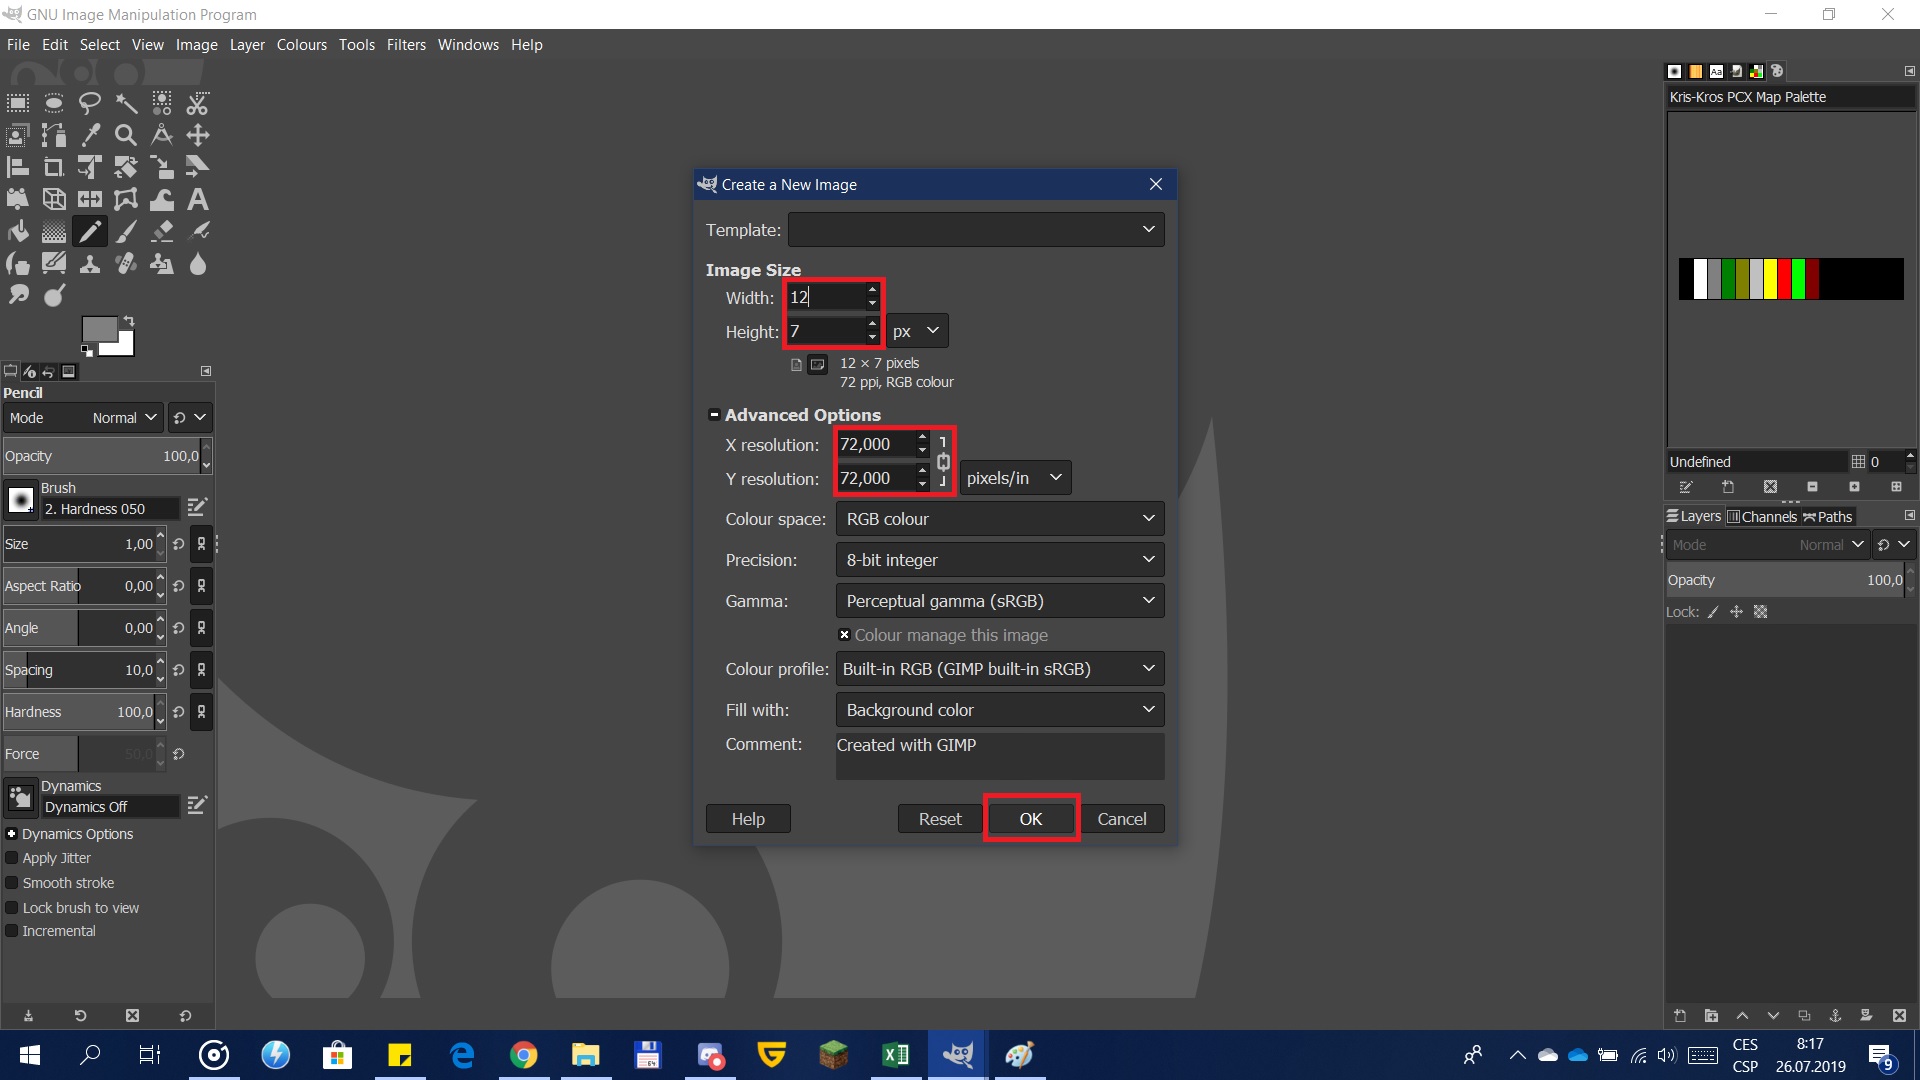 GNU Image Manipulation Program
File Edit Select View Image Layer Colours Tools Filters Windows Help
Kris-Kros PCX Map Palette
Create a New Image
Template:
Image Size
Width: 12
Height: 7 px
12 × 7 pixels
72 ppi, RGB colour
Advanced Options
X resolution: 72,000
Y resolution: 72,000 pixels/in
Colour space: RGB colour
Precision: 8-bit integer
Gamma: Perceptual gamma (sRGB)
Colour manage this image
Colour profile: Built-in RGB (GIMP built-in sRGB)
Fill with: Background color
Comment: Created with GIMP
Help Reset OK Cancel
Pencil
Mode Normal
Opacity 100,0
Brush
2. Hardness 050
Size 1,00
Aspect Ratio 0,00
Angle 0,00
Spacing 10,0
Hardness 100,0
Force 50,0
Dynamics
Dynamics Off
Dynamics Options
Apply Jitter
Smooth stroke
Lock brush to view
Incremental
Undefined 0
Layers Channels Paths
Mode Normal
Opacity 100,0
Lock:
CES
CSP
8:17
26.07.2019
9